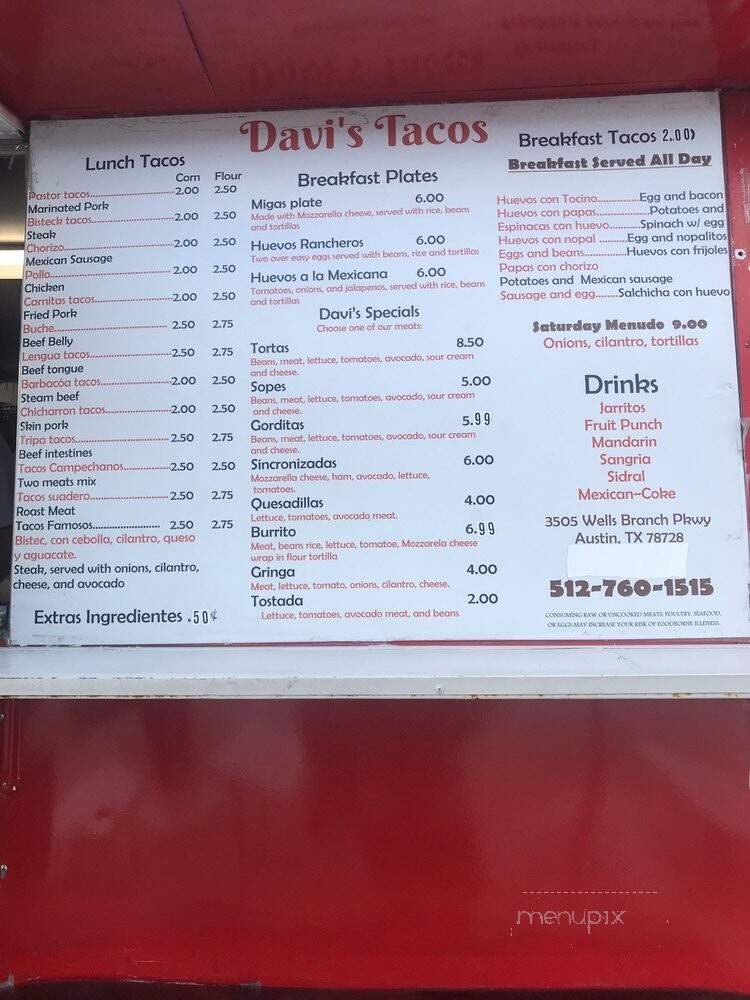 Davi's Tacos
Lunch Tacos
Corn Flour
Pastor tacos..............................2.00 2.50
Marinated Pork
Bisteck tacos..............................2.00 2.50
Steak
Chorizo..............................2.00 2.50
Mexican Sausage
Pollo.............................. 2.00 2.50
Chicken
Carnitas tacos..............................2.00 2.50
Fried Pork
Buche.............................. 2.50 2.75
Beef Belly
Lengua tacos..............................2.50 2.75
Beef tongue
Barbacóa tacos..............................2.00 2.50
Steam beef
Chicharron tacos..............................2.00 2.50
Skin pork
Tripa tacos.............................. 2.50 2.75
Beef intestines
Tacos Campechanos..................2.50 2.50
Two meats mix
Tacos suadero..............................2.50 2.75
Roast Meat
Tacos Famosos........................ 2.50 2.75
Bistec, con cebolla, cilantro, queso
y aguacate.
Steak, served with onions, cilantro,
cheese, and avocado
Extras Ingredientes .50¢
Breakfast Plates
Migas plate 6.00
Made with Mozzarella cheese, served with rice, beans
and tortillas
Huevos Rancheros 6.00
Two over easy eggs served with beans, rice and tortillas
Huevos a la Mexicana 6.00
Tomatoes, onions, and jalapenos, served with rice, beans
and tortillas
Davi's Specials
Choose one of our meats:
Tortas 8.50
Beans, meat, lettuce, tomatoes, avocado, sour cream
and cheese.
Sopes 5.00
Beans, meat, lettuce, tomatoes, avocado, sour cream
and cheese.
Gorditas 5.99
Beans, meat, lettuce, tomatoes, avocado, sour cream
and cheese.
Sincronizadas 6.00
Mozzarella cheese, ham, avocado, lettuce,
tomatoes.
Quesadillas 4.00
Lettuce, tomatoes, avocado meat.
Burrito 6.99
Meat, beans rice, lettuce, tomatoe, Mozzarela cheese
wrap in flour tortilla
Gringa 4.00
Meat, lettuce, tomato, onions, cilantro, cheese.
Tostada 2.00
Lettuce, tomatoes, avocado meat, and beans
Breakfast Tacos 2.00)
Breakfast Served All Day
Huevos con Tocino.................Egg and bacon
Huevos con papas.................Potatoes and
Espinacas con huevo.......Spinach w/ egg
Huevos con nopal .........Egg and nopalitos
Eggs and beans.............Huevos con frijoles
Papas con chorizo
Potatoes and Mexican sausage
Sausage and egg.......Salchicha con huevo
Saturday Menudo 9.00
Onions, cilantro, tortillas
Drinks
Jarritos
Fruit Punch
Mandarin
Sangria
Sidral
Mexican~Coke
3505 Wells Branch Pkwy
Austin, TX 78728
512-760-1515
CONSUMING RAW OR UNCOOKED MEATS, POULTRY, SEAFOOD,
OR EGGS MAY INCREASE YOUR RISK OF FOODBORNE ILLNESS.
menupix